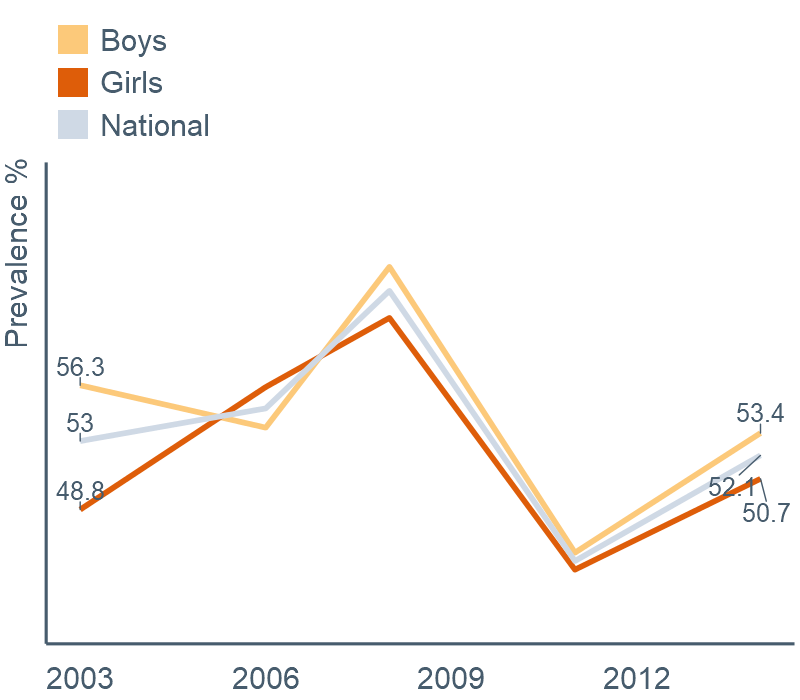 Boys
Girls
National
Prevalence %
56.3
53
48.8
53.4
52.1
50.7
2003
2006
2009
2012